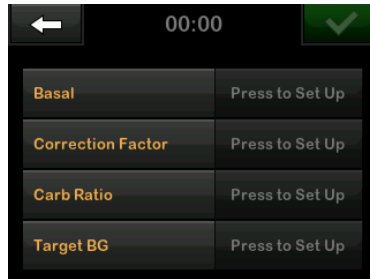 00:00
Basal Press to Set Up
Correction Factor Press to Set Up
Carb Ratio Press to Set Up
Target BG Press to Set Up